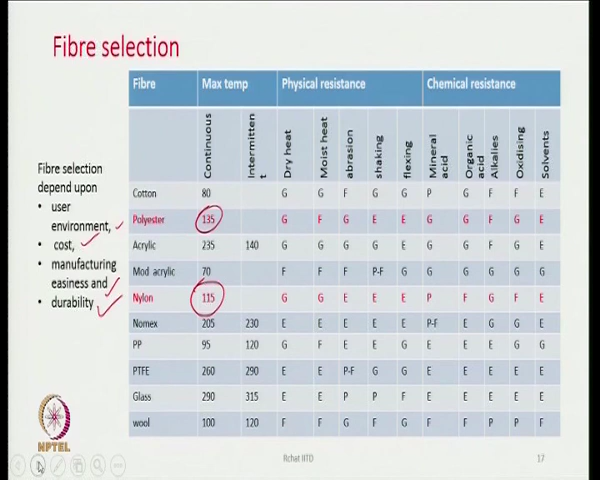 Fibre selection
Fibre selection
depend upon
• user
environment,
• cost,
• manufacturing
easiness and
• durability
Fibre Max temp Physical resistance Chemical resistance
Continuous Intermitten t Dry heat Moist heat abrasion shaking flexing Mineral acid Organic acid Alkalies Oxidising Solvents
Cotton 80 G G F G G P G F F E
Polyester 135 G F G E E G G F G E
Acrylic 235 140 G G G G E G G F G E
Mod acrylic 70 F F F P-F G G G G G G
Nylon 115 G G E E E P F G F E
Nomex 205 230 E E E E E P-F E G G E
PP 95 120 G F E E G E E E G G
PTFE 260 290 E E P-F G G E E E E E
Glass 290 315 E E P P F E E E E E
wool 100 120 F F G F G F F P P F
NPTEL
Rchat IITD
17